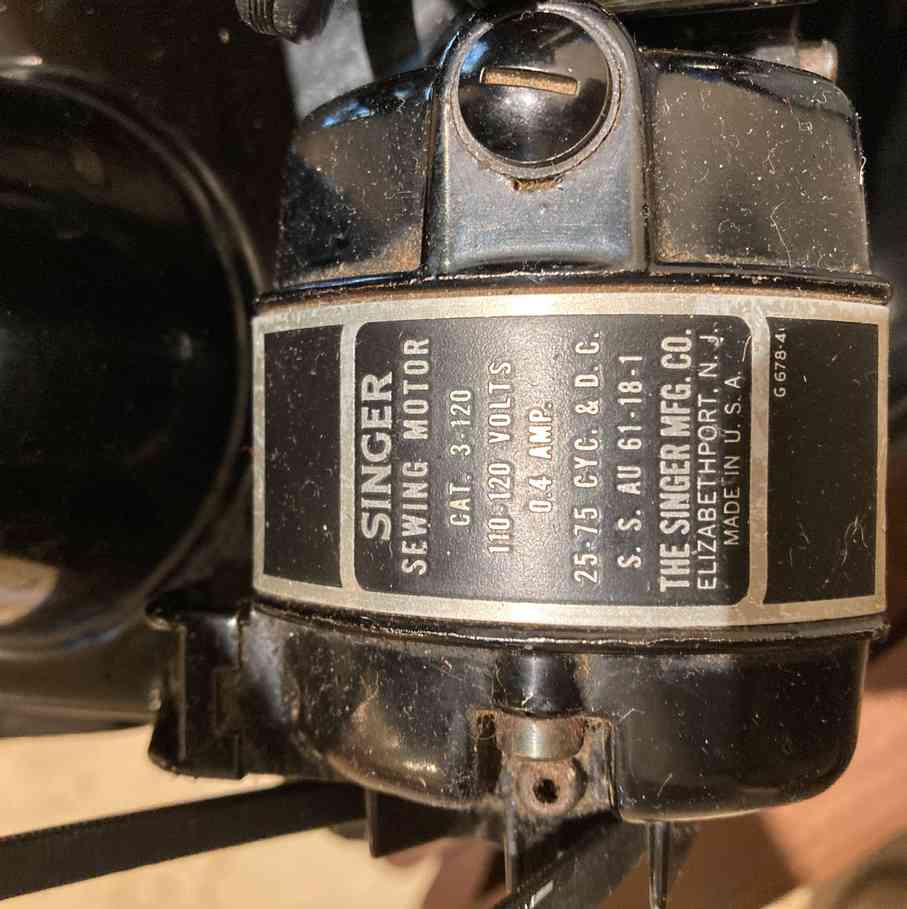 SINGER
SEWING MOTOR
CAT. 3-120
110-120 VOLTS
0.4 AMP.
25-75 CYC. & D. C.
S. S. AU 61-18-1
THE SINGER MFG. CO.
ELIZABETHPORT, N. J.
MADE IN U. S. A.
G 678-4